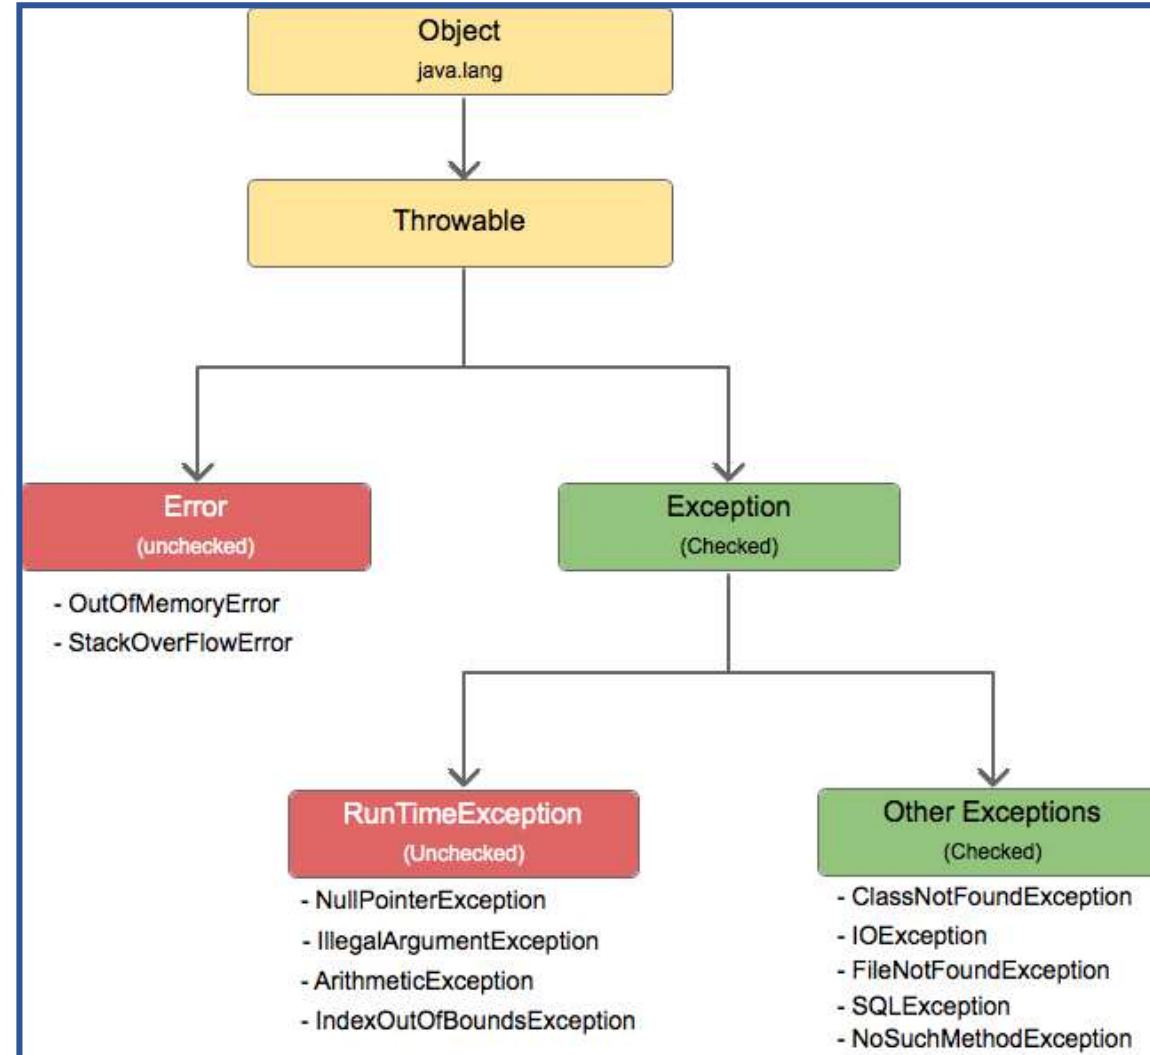 Object
java.lang
Throwable
Error
(unchecked)
- OutOfMemoryError
- StackOverFlowError
Exception
(Checked)
RunTimeException
(Unchecked)
- NullPointerException
- IllegalArgumentException
- ArithmeticException
- IndexOutOfBoundsException
Other Exceptions
(Checked)
- ClassNotFoundException
- IOException
- FileNotFoundException
- SQLException
- NoSuchMethodException